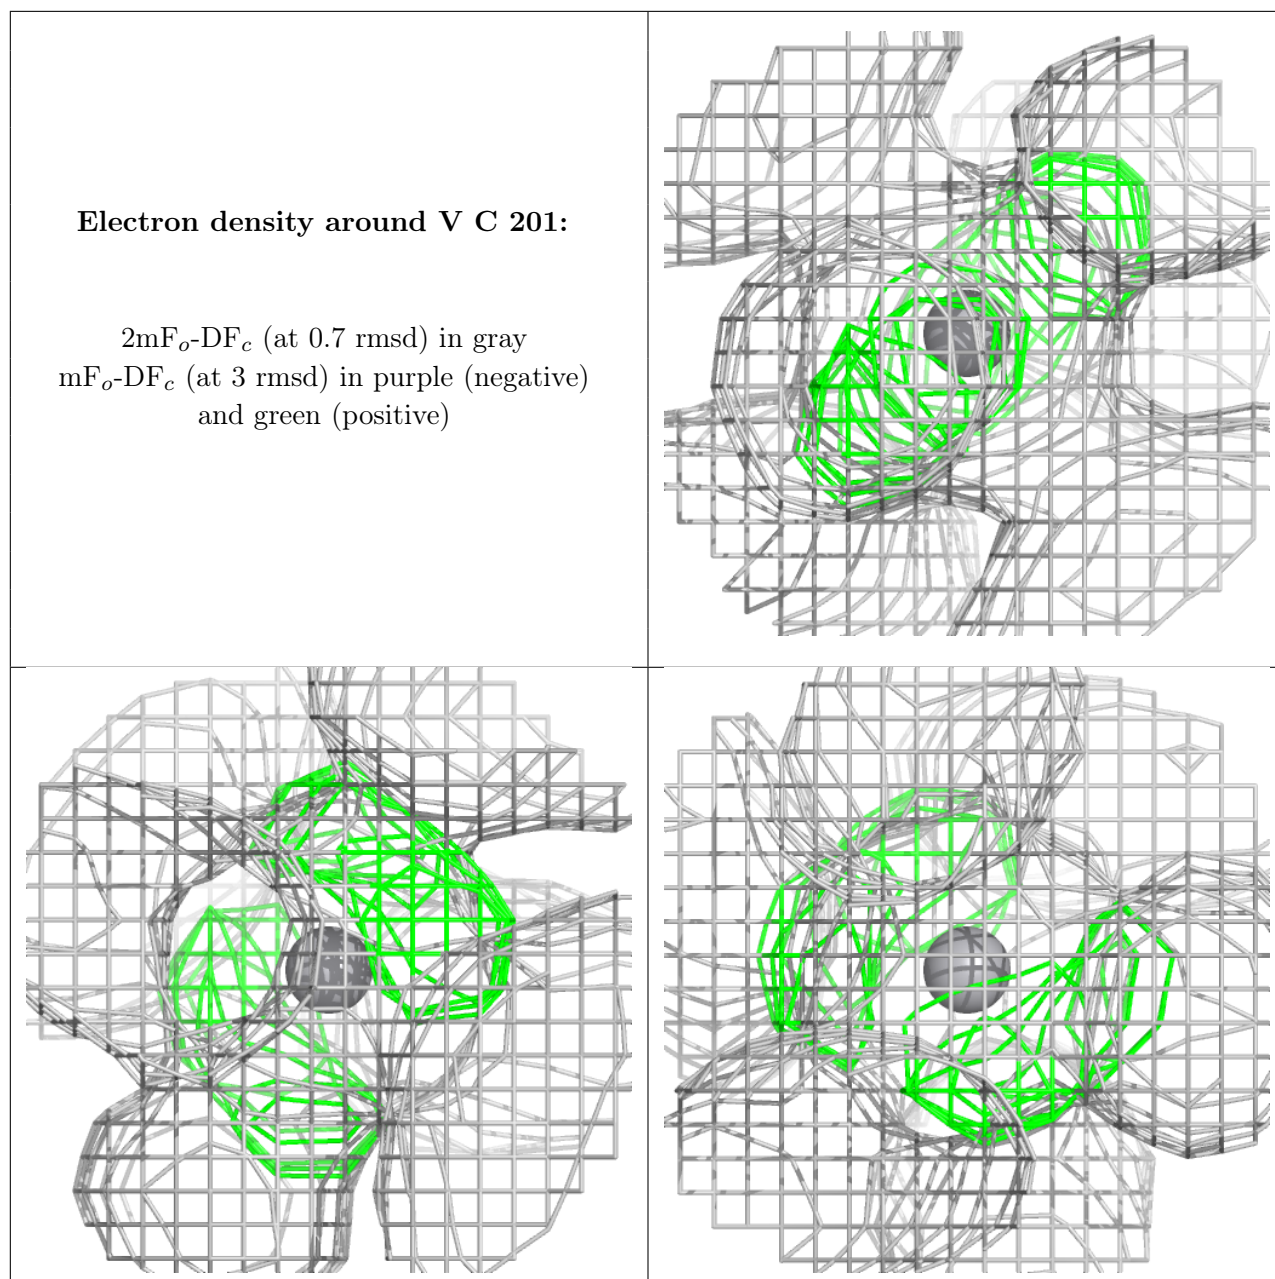 Electron density around V C 201:
2mFo-DFc (at 0.7 rmsd) in gray
mFo-DFc (at 3 rmsd) in purple (negative)
and green (positive)